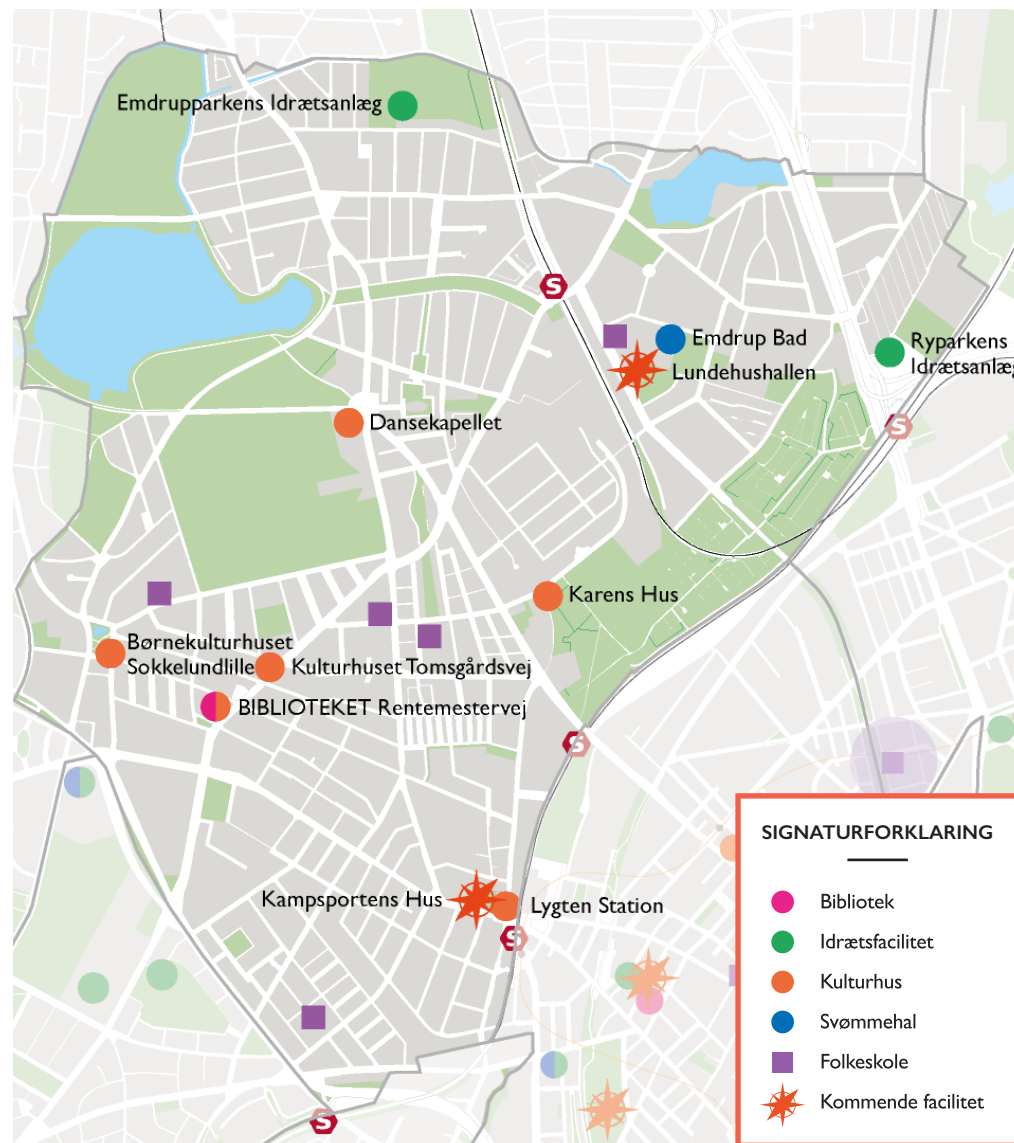 Emdrupparkens Idrætsanlæg
S
Emdrup Bad
Lundehushallen
Ryparkens
Idrætsanlæg
S
Dansekapellet
Karens Hus
Børnekulturhuset
Sokkelundlille
Kulturhuset Tomsgårdsvej
BIBLIOTEKET Rentemestervej
S
Kampsportens Hus
Lygten Station
S
S
SIGNATURFORKLARING
Bibliotek
Idrætsfacilitet
Kulturhus
Svømmehal
Folkeskole
Kommende facilitet